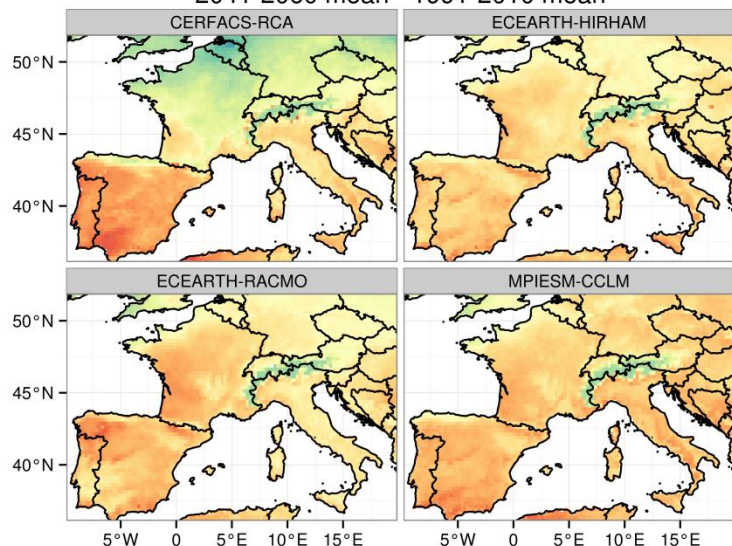 CERFACS-RCA ECEARTH-HIRHAM
50°N
45°N
40°N
ECEARTH-RACMO MPIESM-CCLM
50°N
45°N
40°N
5°W 0 5°E 10°E 15°E 5°W 0 5°E 10°E 15°E